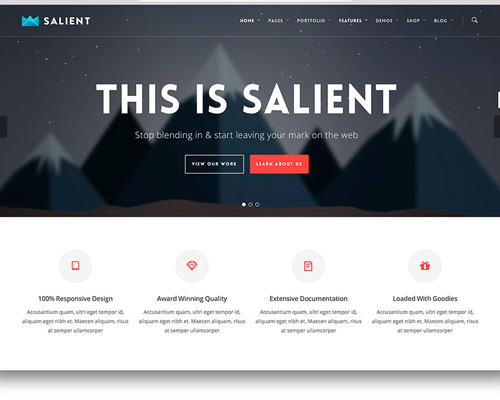 SALIENT
HOME PAGES PORTFOLIO FEATURES DEMOS SHOP BLOG
THIS IS SALIENT
Stop blending in & start leaving your mark on the web
VIEW OUR WORK LEARN ABOUT US
100% Responsive Design
Accusantium quam, ultri eget tempor id,
aliquam eget nibh et. Maecen aliquam, risus
at semper ullamcorper
Award Winning Quality
Accusantium quam, ultri eget tempor id,
aliquam eget nibh et. Maecen aliquam, risus
at semper ullamcorper
Extensive Documentation
Accusantium quam, ultri eget tempor id,
aliquam eget nibh et. Maecen aliquam, risus
at semper ullamcorper
Loaded With Goodies
Accusantium quam, ultri eget tempor id,
aliquam eget nibh et. Maecen aliquam, risus
at semper ullamcorper